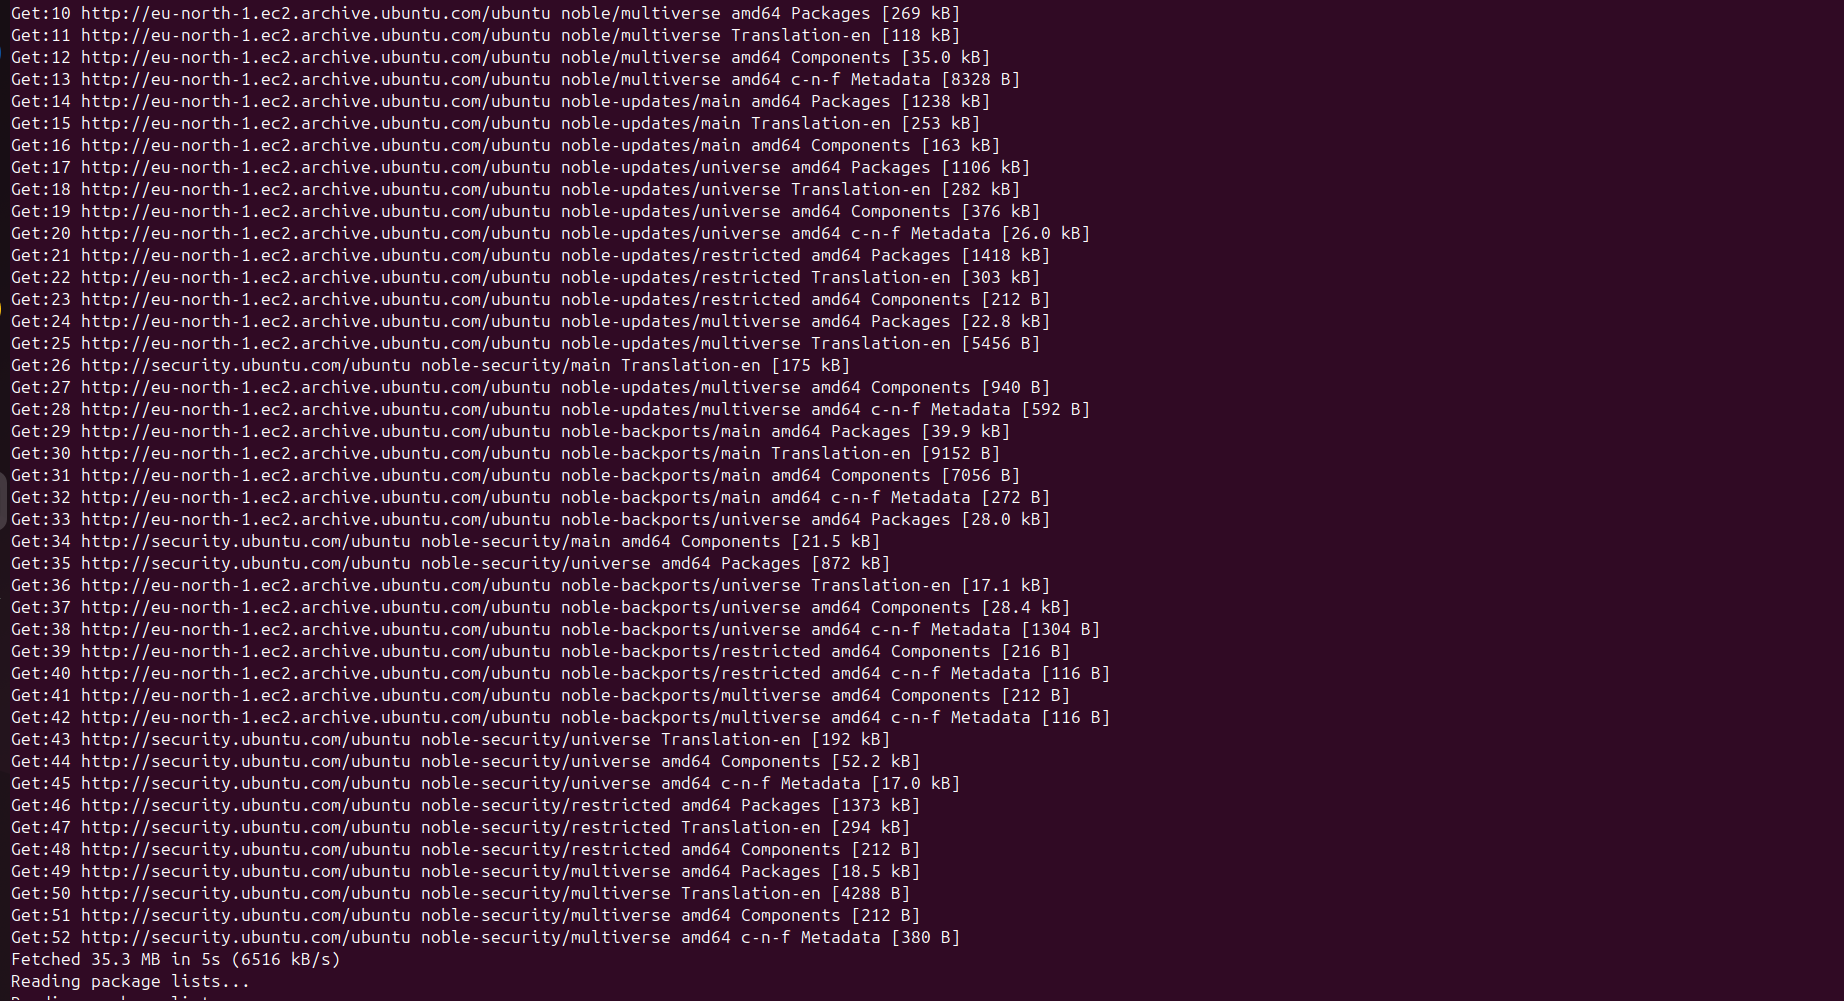 Get:10 http://eu-north-1.ec2.archive.ubuntu.com/ubuntu noble/multiverse amd64 Packages [269 kB]
Get:11 http://eu-north-1.ec2.archive.ubuntu.com/ubuntu noble/multiverse Translation-en [118 kB]
Get:12 http://eu-north-1.ec2.archive.ubuntu.com/ubuntu noble/multiverse amd64 Components [35.0 kB]
Get:13 http://eu-north-1.ec2.archive.ubuntu.com/ubuntu noble/multiverse amd64 c-n-f Metadata [8328 B]
Get:14 http://eu-north-1.ec2.archive.ubuntu.com/ubuntu noble-updates/main amd64 Packages [1238 kB]
Get:15 http://eu-north-1.ec2.archive.ubuntu.com/ubuntu noble-updates/main Translation-en [253 kB]
Get:16 http://eu-north-1.ec2.archive.ubuntu.com/ubuntu noble-updates/main amd64 Components [163 kB]
Get:17 http://eu-north-1.ec2.archive.ubuntu.com/ubuntu noble-updates/universe amd64 Packages [1106 kB]
Get:18 http://eu-north-1.ec2.archive.ubuntu.com/ubuntu noble-updates/universe Translation-en [282 kB]
Get:19 http://eu-north-1.ec2.archive.ubuntu.com/ubuntu noble-updates/universe amd64 Components [376 kB]
Get:20 http://eu-north-1.ec2.archive.ubuntu.com/ubuntu noble-updates/universe amd64 c-n-f Metadata [26.0 kB]
Get:21 http://eu-north-1.ec2.archive.ubuntu.com/ubuntu noble-updates/restricted amd64 Packages [1418 kB]
Get:22 http://eu-north-1.ec2.archive.ubuntu.com/ubuntu noble-updates/restricted Translation-en [303 kB]
Get:23 http://eu-north-1.ec2.archive.ubuntu.com/ubuntu noble-updates/restricted amd64 Components [212 B]
Get:24 http://eu-north-1.ec2.archive.ubuntu.com/ubuntu noble-updates/multiverse amd64 Packages [22.8 kB]
Get:25 http://eu-north-1.ec2.archive.ubuntu.com/ubuntu noble-updates/multiverse Translation-en [5456 B]
Get:26 http://security.ubuntu.com/ubuntu noble-security/main Translation-en [175 kB]
Get:27 http://eu-north-1.ec2.archive.ubuntu.com/ubuntu noble-updates/multiverse amd64 Components [940 B]
Get:28 http://eu-north-1.ec2.archive.ubuntu.com/ubuntu noble-updates/multiverse amd64 c-n-f Metadata [592 B]
Get:29 http://eu-north-1.ec2.archive.ubuntu.com/ubuntu noble-backports/main amd64 Packages [39.9 kB]
Get:30 http://eu-north-1.ec2.archive.ubuntu.com/ubuntu noble-backports/main Translation-en [9152 B]
Get:31 http://eu-north-1.ec2.archive.ubuntu.com/ubuntu noble-backports/main amd64 Components [7056 B]
Get:32 http://eu-north-1.ec2.archive.ubuntu.com/ubuntu noble-backports/main amd64 c-n-f Metadata [272 B]
Get:33 http://eu-north-1.ec2.archive.ubuntu.com/ubuntu noble-backports/universe amd64 Packages [28.0 kB]
Get:34 http://security.ubuntu.com/ubuntu noble-security/main amd64 Components [21.5 kB]
Get:35 http://security.ubuntu.com/ubuntu noble-security/universe amd64 Packages [872 kB]
Get:36 http://eu-north-1.ec2.archive.ubuntu.com/ubuntu noble-backports/universe Translation-en [17.1 kB]
Get:37 http://eu-north-1.ec2.archive.ubuntu.com/ubuntu noble-backports/universe amd64 Components [28.4 kB]
Get:38 http://eu-north-1.ec2.archive.ubuntu.com/ubuntu noble-backports/universe amd64 c-n-f Metadata [1304 B]
Get:39 http://eu-north-1.ec2.archive.ubuntu.com/ubuntu noble-backports/restricted amd64 Components [216 B]
Get:40 http://eu-north-1.ec2.archive.ubuntu.com/ubuntu noble-backports/restricted amd64 c-n-f Metadata [116 B]
Get:41 http://eu-north-1.ec2.archive.ubuntu.com/ubuntu noble-backports/multiverse amd64 Components [212 B]
Get:42 http://eu-north-1.ec2.archive.ubuntu.com/ubuntu noble-backports/multiverse amd64 c-n-f Metadata [116 B]
Get:43 http://security.ubuntu.com/ubuntu noble-security/universe Translation-en [192 kB]
Get:44 http://security.ubuntu.com/ubuntu noble-security/universe amd64 Components [52.2 kB]
Get:45 http://security.ubuntu.com/ubuntu noble-security/universe amd64 c-n-f Metadata [17.0 kB]
Get:46 http://security.ubuntu.com/ubuntu noble-security/restricted amd64 Packages [1373 kB]
Get:47 http://security.ubuntu.com/ubuntu noble-security/restricted Translation-en [294 kB]
Get:48 http://security.ubuntu.com/ubuntu noble-security/restricted amd64 Components [212 B]
Get:49 http://security.ubuntu.com/ubuntu noble-security/multiverse amd64 Packages [18.5 kB]
Get:50 http://security.ubuntu.com/ubuntu noble-security/multiverse Translation-en [4288 B]
Get:51 http://security.ubuntu.com/ubuntu noble-security/multiverse amd64 Components [212 B]
Get:52 http://security.ubuntu.com/ubuntu noble-security/multiverse amd64 c-n-f Metadata [380 B]
Fetched 35.3 MB in 5s (6516 kB/s)
Reading package lists...